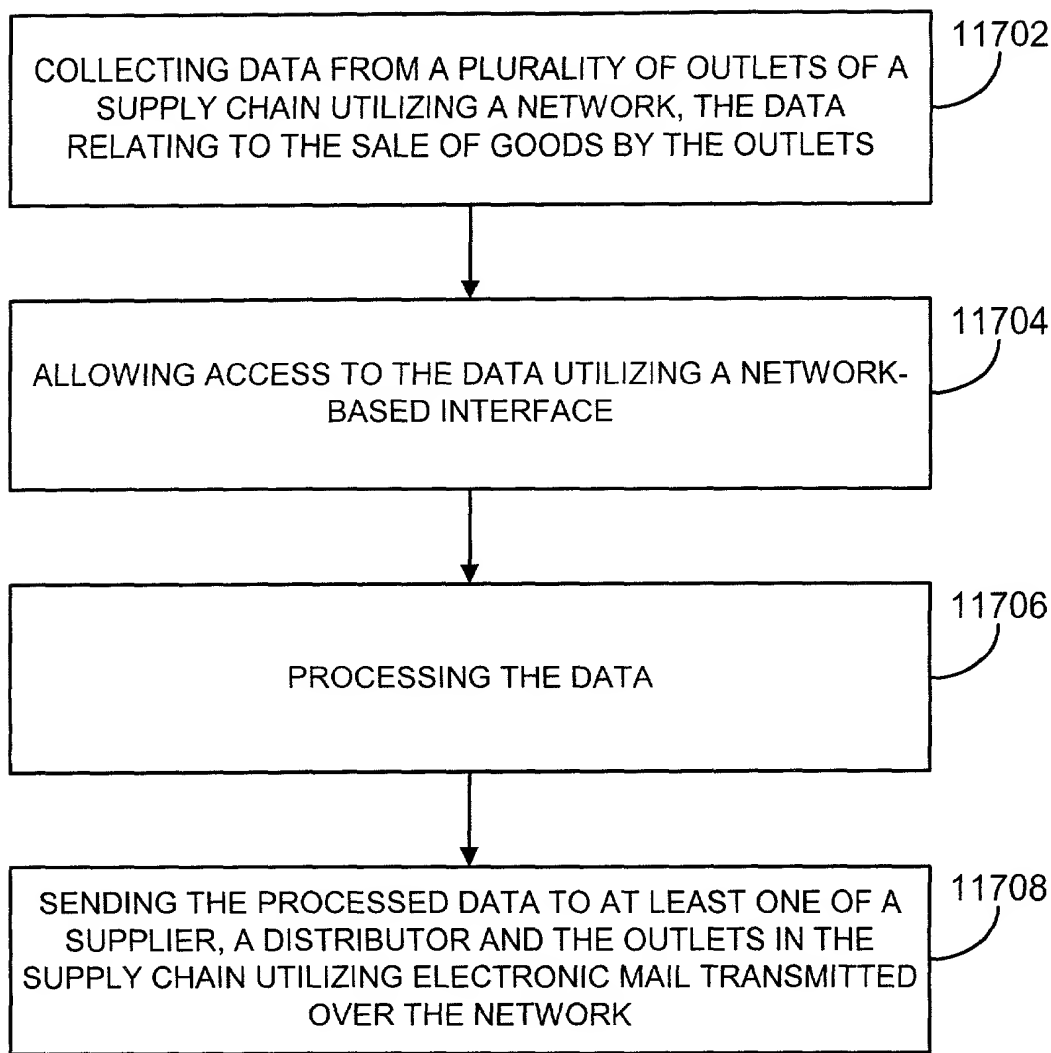 11702
COLLECTING DATA FROM A PLURALITY OF OUTLETS OF A
SUPPLY CHAIN UTILIZING A NETWORK, THE DATA
RELATING TO THE SALE OF GOODS BY THE OUTLETS
11704
ALLOWING ACCESS TO THE DATA UTILIZING A NETWORK-
BASED INTERFACE
11706
PROCESSING THE DATA
11708
SENDING THE PROCESSED DATA TO AT LEAST ONE OF A
SUPPLIER, A DISTRIBUTOR AND THE OUTLETS IN THE
SUPPLY CHAIN UTILIZING ELECTRONIC MAIL TRANSMITTED
OVER THE NETWORK